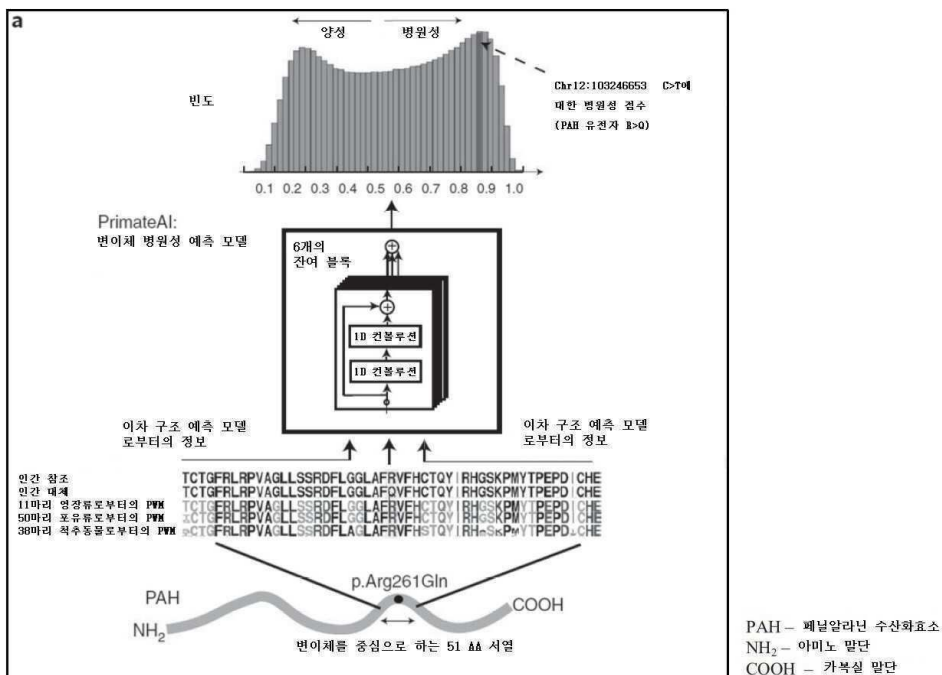 a
양성 병원성
빈도
Chr12:103246653 C>T에
대한 병원성 점수
(PAH 유전자 R>Q)
0.1 0.2 0.3 0.4 0.5 0.6 0.7 0.8 0.9 1.0
PrimateAI:
변이체 병원성 예측 모델
6개의
잔여 블록
1D 컨볼루션
1D 컨볼루션
이차 구조 예측 모델
로부터의 정보
이차 구조 예측 모델
로부터의 정보
인간 참조 TCTGFRLRPVAGLLSSRDFLGGLAFRVFHCTQYIRHGSKPMYTPEPDICHE
인간 대체 TCTGFRLRPVAGLLSSRDFLGGLAFQVFHCTQYIRHGSKPMYTPEPDICHE
11마리 영장류로부터의 PWM TCTGFRLRPVAGLLSSRDFLGGLAFRVFHCTQYIRHGSKPMYTPEPDICHE
50마리 포유류로부터의 PWM CTGFRLRPVAGLLSSRDFLGGLAFRVFHCTQYIRHGSKPMYTPEPDICHE
38마리 척추동물로부터의 PWM CTGFRLRPVAGLLSSRDFLAGLAFRVFHSTQYIRHGSKPMYTPEPD CHE
p.Arg261Gln
PAH
NH2
COOH
변이체를 중심으로 하는 51 AA 서열
PAH – 페닐알라닌 수산화효소
NH2 – 아미노 말단
COOH – 카복실 말단